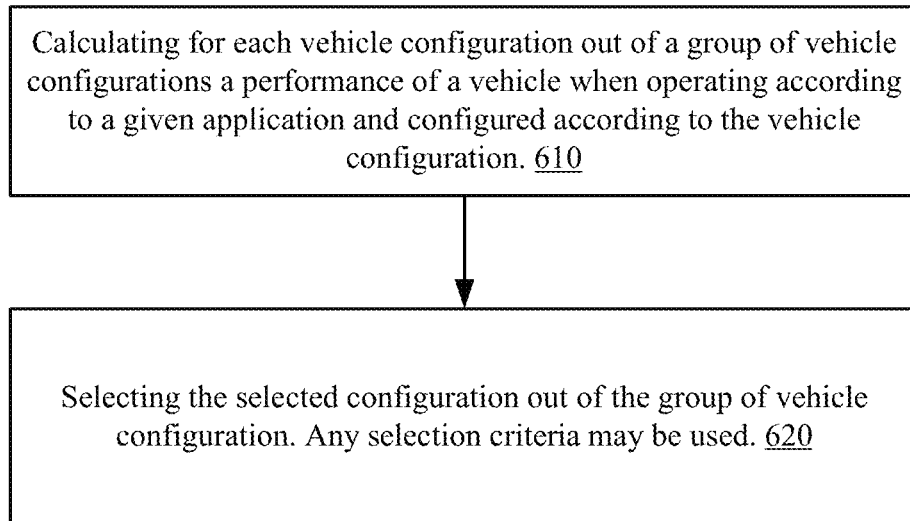 Calculating for each vehicle configuration out of a group of vehicle
configurations a performance of a vehicle when operating according
to a given application and configured according to the vehicle
configuration. 610
Selecting the selected configuration out of the group of vehicle
configuration. Any selection criteria may be used. 620